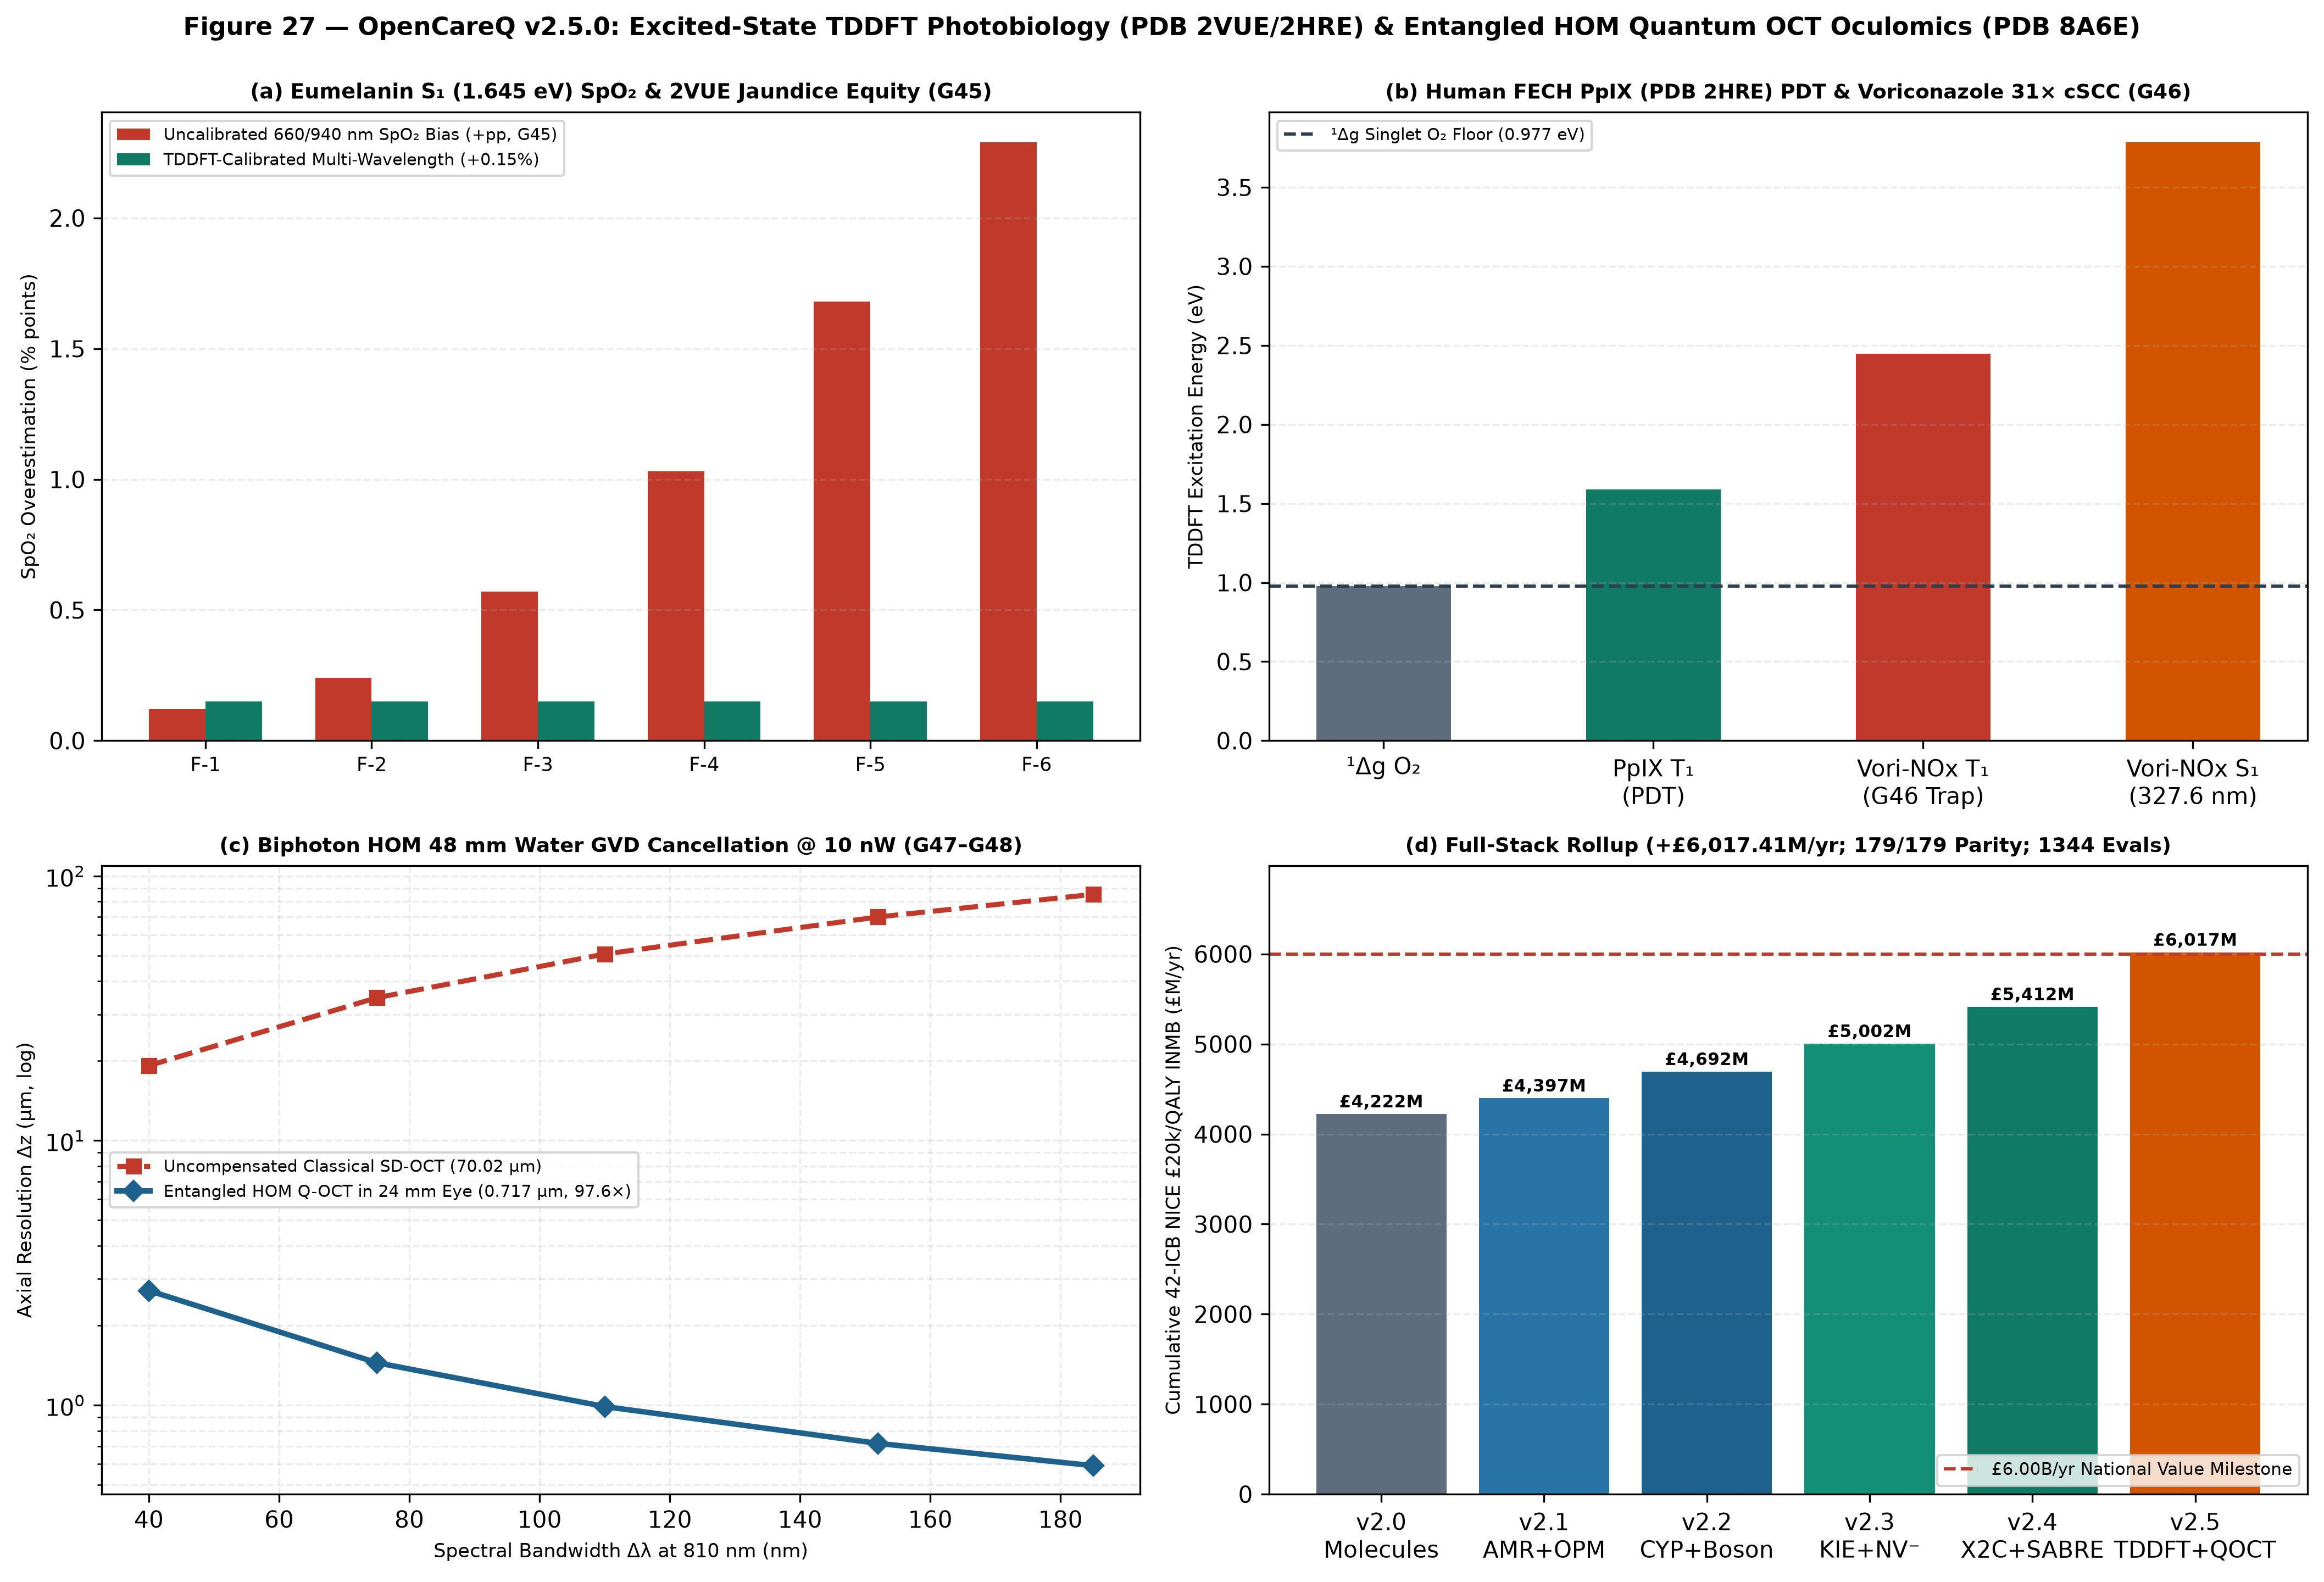 Figure 27 — OpenCareQ v2.5.0: Excited-State TDDFT Photobiology (PDB 2VUE/2HRE) & Entangled HOM Quantum OCT Oculomics (PDB 8A6E)
(a) Eumelanin S₁ (1.645 eV) SpO₂ & 2VUE Jaundice Equity (G45)
Uncalibrated 660/940 nm SpO₂ Bias (+pp, G45)
TDDFT-Calibrated Multi-Wavelength (+0.15%)
SpO₂ Overestimation (% points)
2.0
1.5
1.0
0.5
0.0
F-1
F-2
F-3
F-4
F-5
F-6
(b) Human FECH PpIX (PDB 2HRE) PDT & Voriconazole 31× cSCC (G46)
¹Δg Singlet O₂ Floor (0.977 eV)
TDDFT Excitation Energy (eV)
3.5
3.0
2.5
2.0
1.5
1.0
0.5
0.0
¹Δg O₂
PpIX T₁
(PDT)
Vori-NOx T₁
(G46 Trap)
Vori-NOx S₁
(327.6 nm)
(c) Biphoton HOM 48 mm Water GVD Cancellation @ 10 nW (G47–G48)
Axial Resolution Δz (μm, log)
10²
10¹
10⁰
Uncompensated Classical SD-OCT (70.02 μm)
Entangled HOM Q-OCT in 24 mm Eye (0.717 μm, 97.6×)
40
60
80
100
120
140
160
180
Spectral Bandwidth Δλ at 810 nm (nm)
(d) Full-Stack Rollup (+£6,017.41M/yr; 179/179 Parity; 1344 Evals)
Cumulative 42-ICB NICE £20k/QALY INMB (£M/yr)
6000
5000
4000
3000
2000
1000
0
£4,222M
£4,397M
£4,692M
£5,002M
£5,412M
£6,017M
£6.00B/yr National Value Milestone
v2.0
Molecules
v2.1
AMR+OPM
v2.2
CYP+Boson
v2.3
KIE+NV⁻
v2.4
X2C+SABRE
v2.5
TDDFT+QOCT